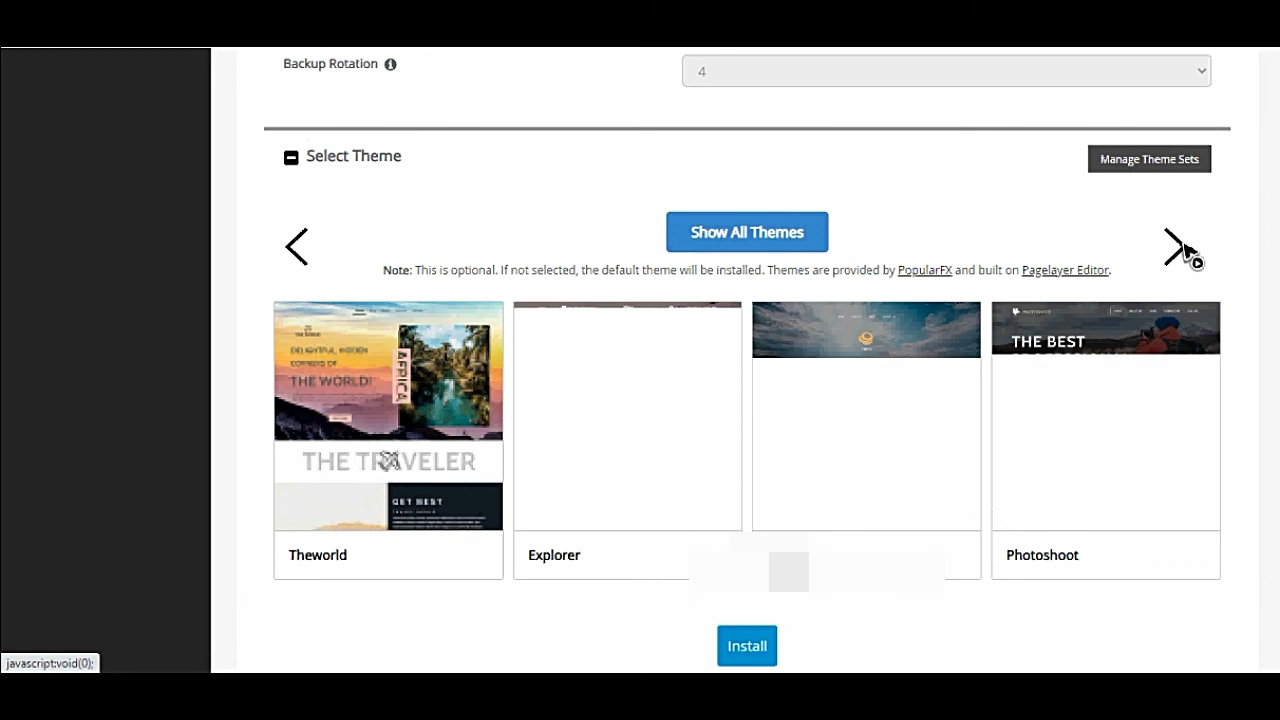 Backup Rotation
4
Select Theme
Manage Theme Sets
Show All Themes
Note: This is optional. If not selected, the default theme will be installed. Themes are provided by PopularFX and built on Pagelayer Editor.
DELIGHTFUL, HIDDEN
CORNERS OF
THE WORLD!
AFRICA
THE TRAVELER
GET BEST
THE BEST
Theworld
Explorer
Photoshoot
Install
javascript:void(0);